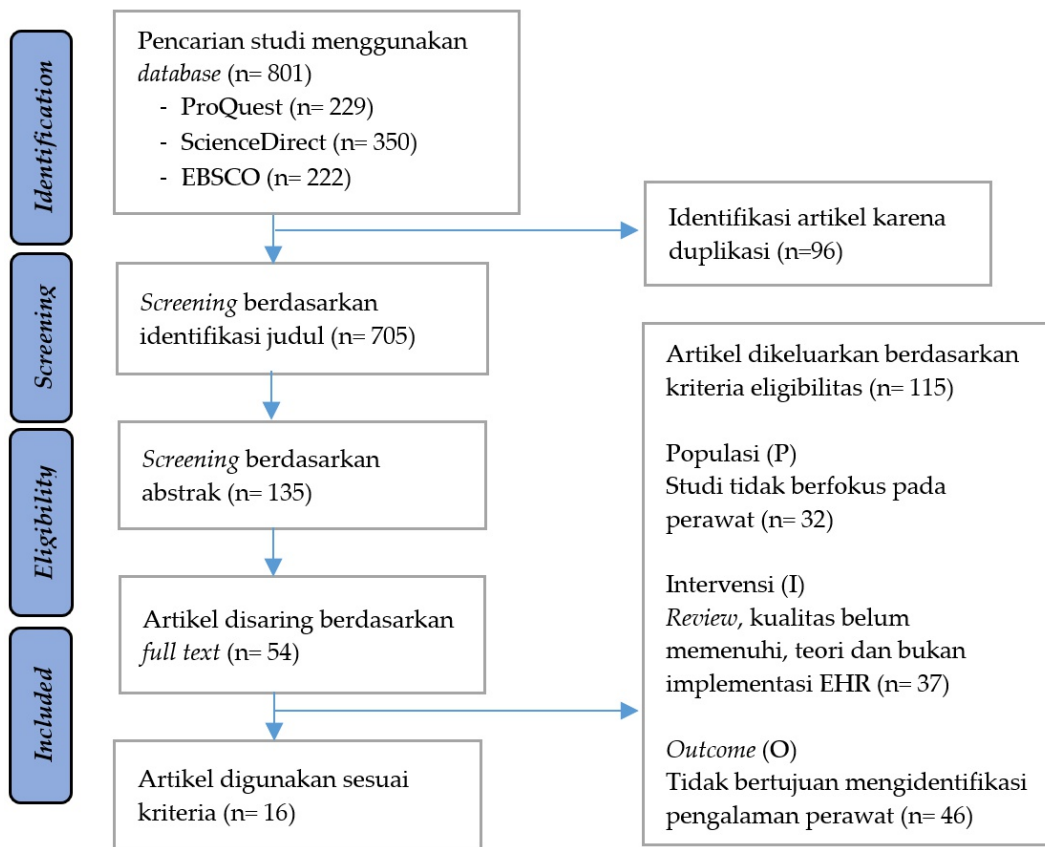 Identification
Pencarian studi menggunakan
database (n= 801)
- ProQuest (n= 229)
- ScienceDirect (n= 350)
- EBSCO (n= 222)
Identifikasi artikel karena
duplikasi (n=96)
Screening
Screening berdasarkan
identifikasi judul (n= 705)
Eligibility
Screening berdasarkan
abstrak (n= 135)
Artikel disaring berdasarkan
full text (n= 54)
Artikel dikeluarkan berdasarkan
kriteria eligibilitas (n= 115)
Populasi (P)
Studi tidak berfokus pada
perawat (n= 32)
Intervensi (I)
Review, kualitas belum
memenuhi, teori dan bukan
implementasi EHR (n= 37)
Outcome (O)
Tidak bertujuan mengidentifikasi
pengalaman perawat (n= 46)
Included
Artikel digunakan sesuai
kriteria (n= 16)